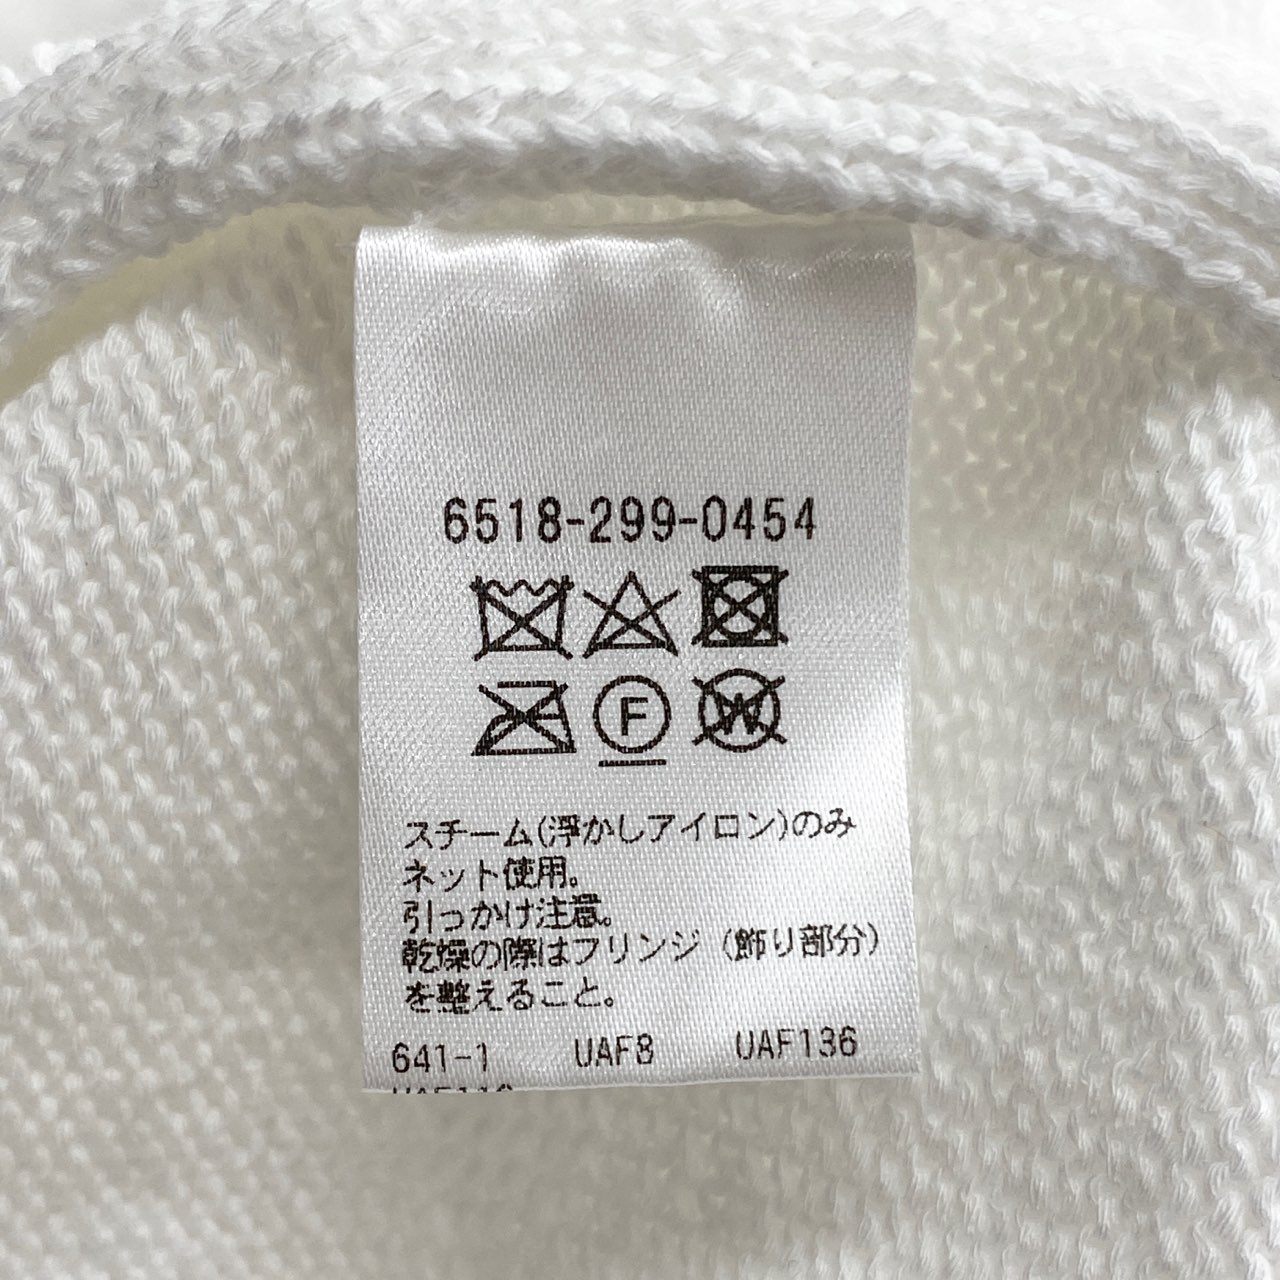 6518-299-0454
F
W
スチーム(浮かしアイロン)のみ
ネット使用。
引っかけ注意。
乾燥の際はフリンジ(飾り部分)
を整えること。
641-1 UAF8 UAF136